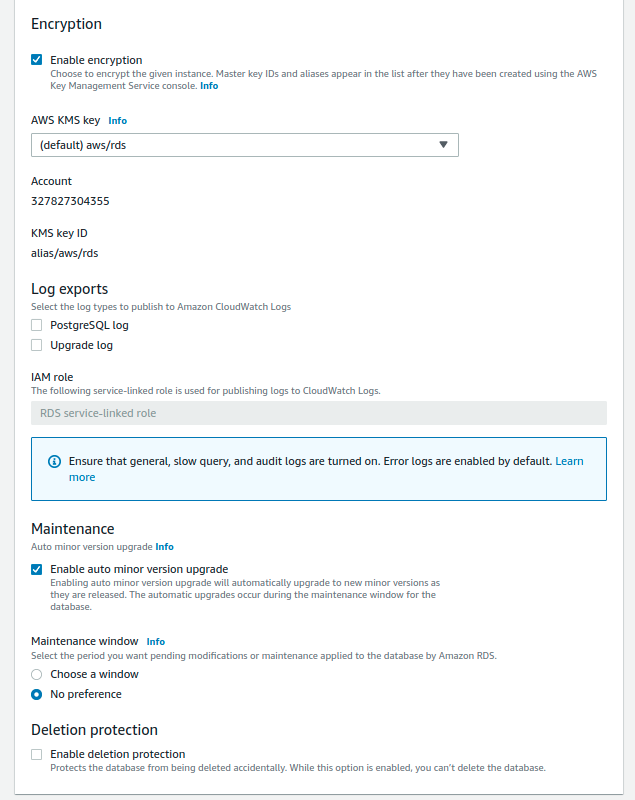 Encryption
Enable encryption
Choose to encrypt the given instance. Master key IDs and aliases appear in the list after they have been created using the AWS
Key Management Service console. Info
AWS KMS key Info
(default) aws/rds
Account
327827304355
KMS key ID
alias/aws/rds
Log exports
Select the log types to publish to Amazon CloudWatch Logs
PostgreSQL log
Upgrade log
IAM role
The following service-linked role is used for publishing logs to CloudWatch Logs.
RDS service-linked role
Ensure that general, slow query, and audit logs are turned on. Error logs are enabled by default. Learn
more
Maintenance
Auto minor version upgrade Info
Enable auto minor version upgrade
Enabling auto minor version upgrade will automatically upgrade to new minor versions as
they are released. The automatic upgrades occur during the maintenance window for the
database.
Maintenance window Info
Select the period you want pending modifications or maintenance applied to the database by Amazon RDS.
Choose a window
No preference
Deletion protection
Enable deletion protection
Protects the database from being deleted accidentally. While this option is enabled, you can't delete the database.